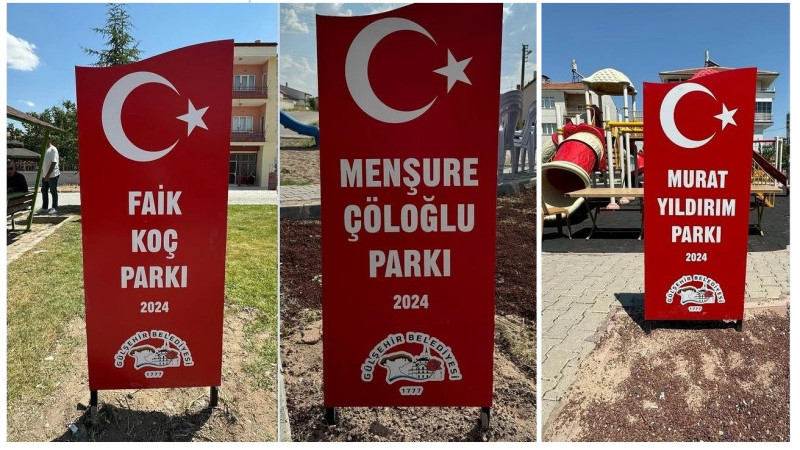 FAİK
KOÇ
PARKI
2024
GÜLŞEHİR BELEDİYESİ
1777
MENŞURE
ÇÖLOĞLU
PARKI
2024
GÜLŞEHİR BELEDİYESİ
1777
MURAT
YILDIRIM
PARKI
2024
GÜLŞEHİR BELEDİYESİ
1777